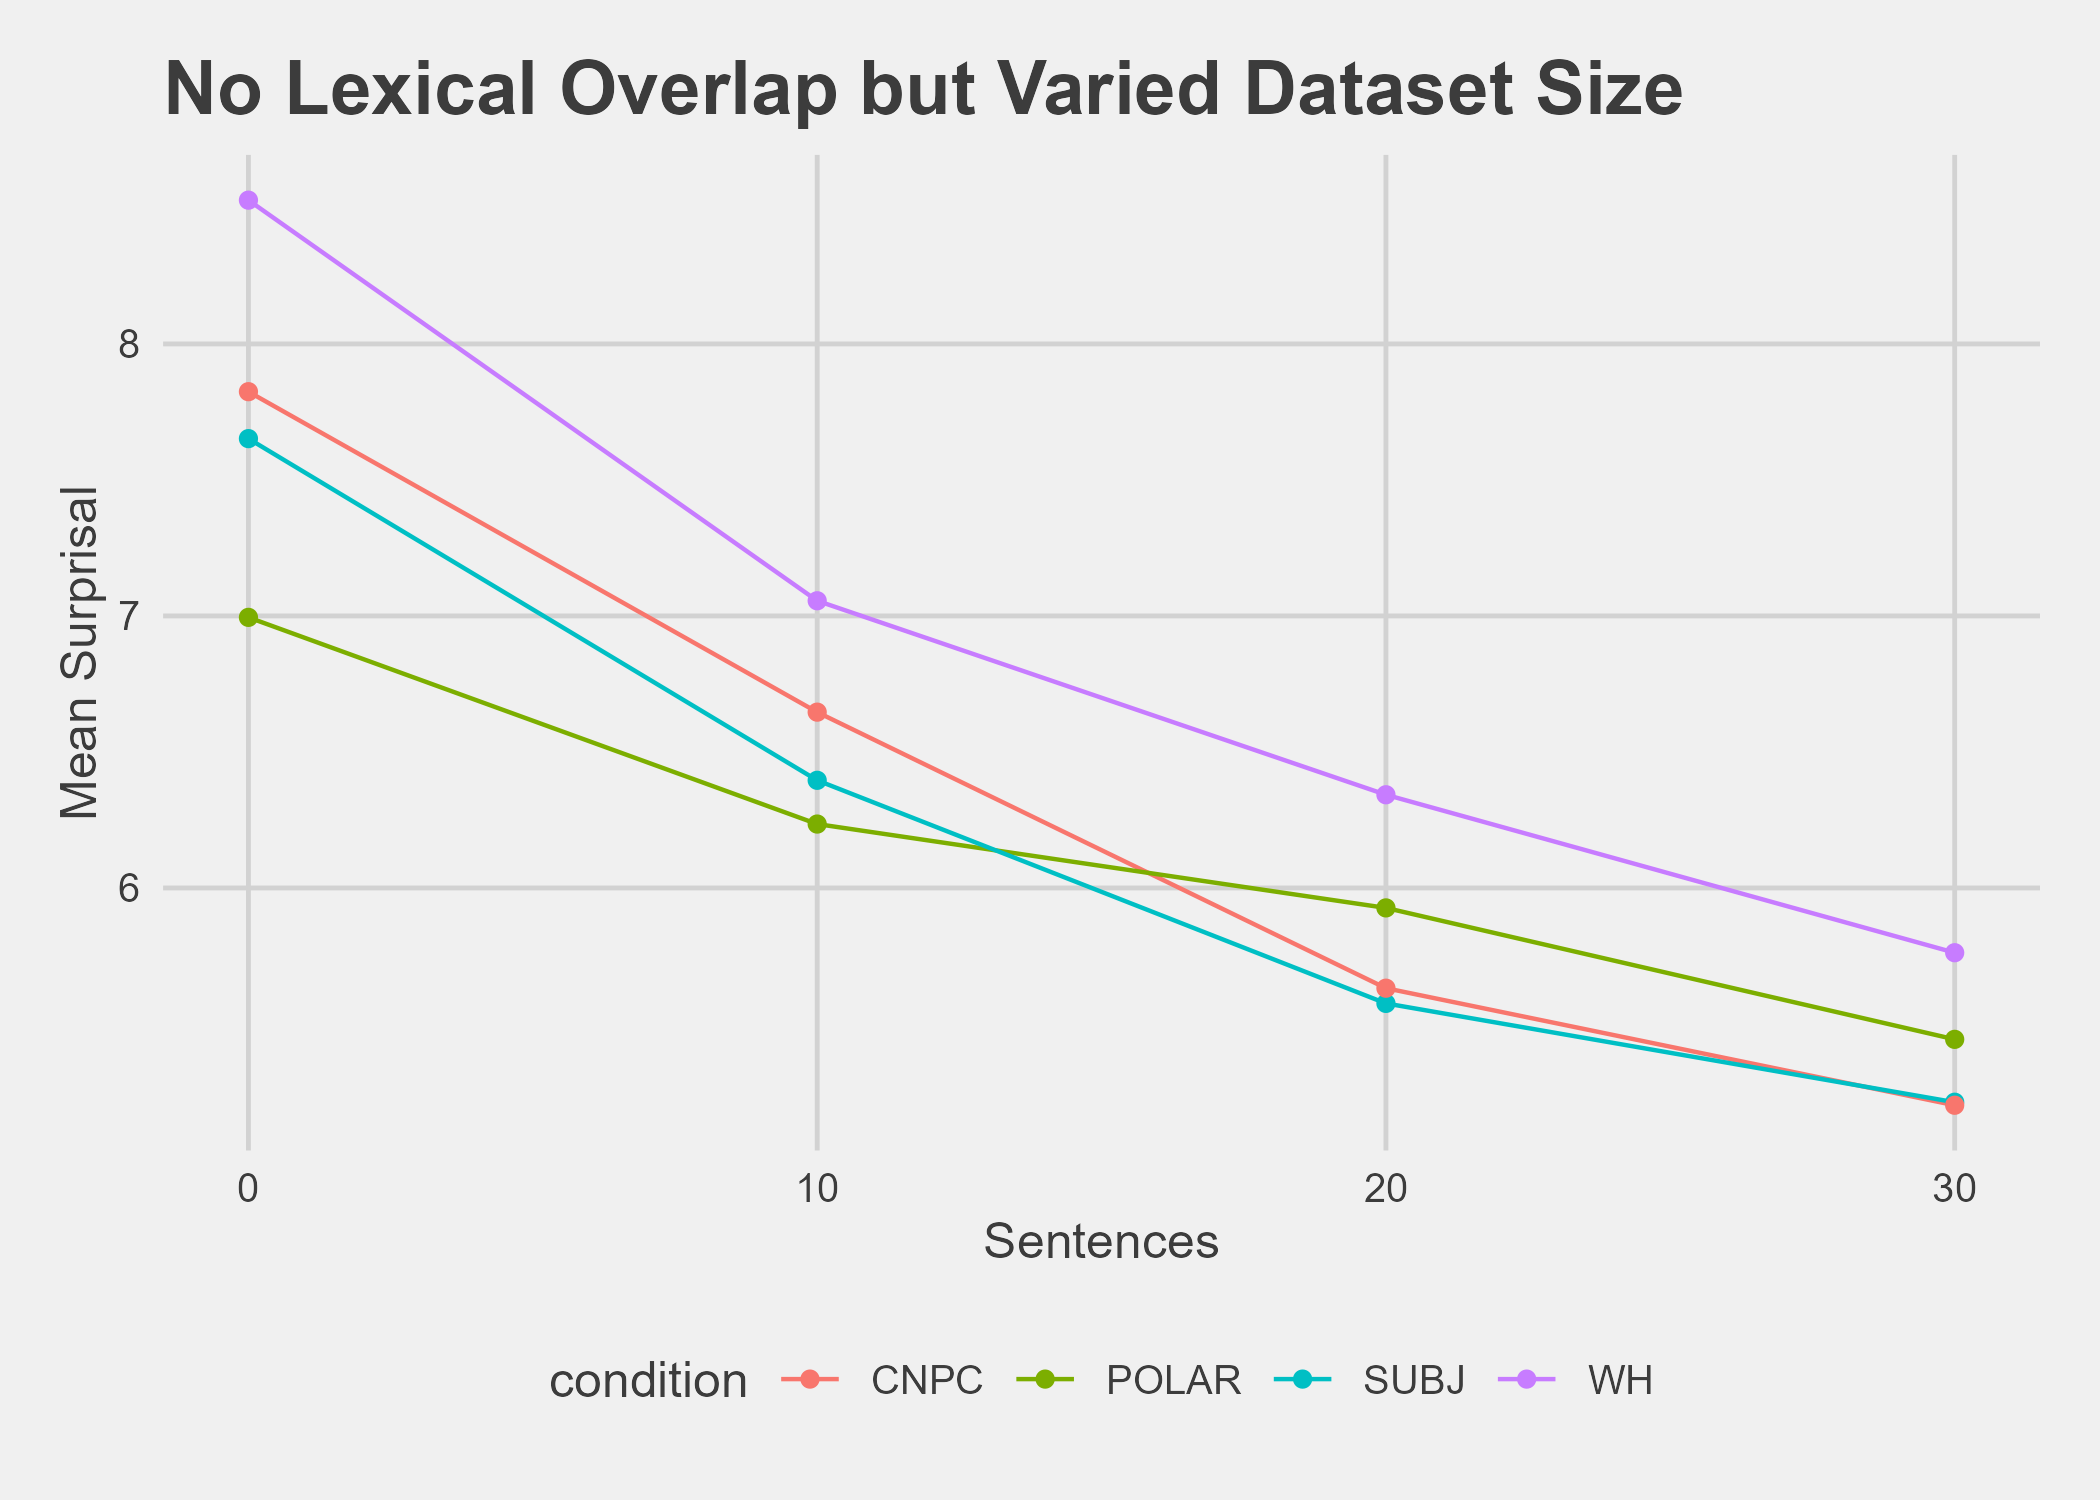 No Lexical Overlap but Varied Dataset Size
Mean Surprisal
8
7
6
0 10 20 30
Sentences
condition CNPC POLAR SUBJ WH